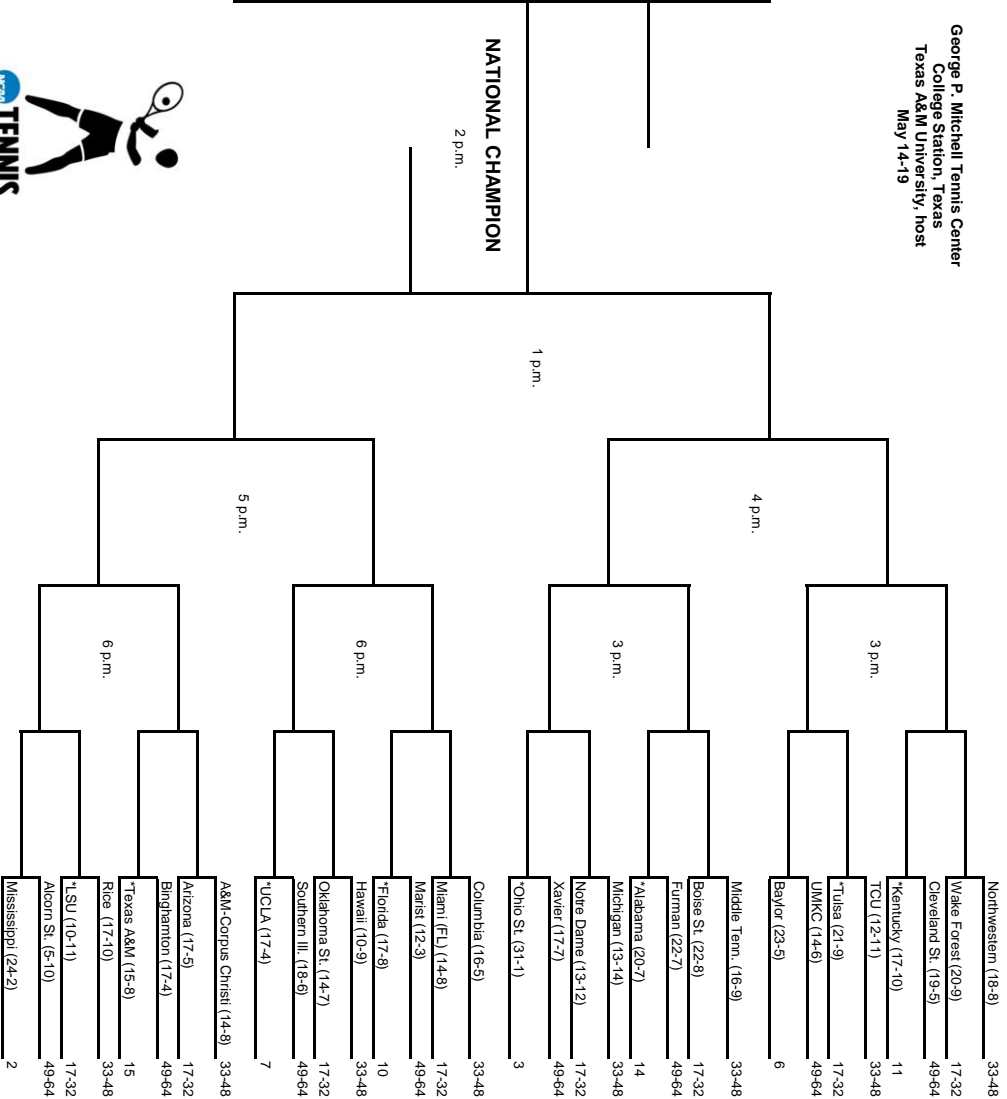 George P. Mitchell Tennis Center
College Station, Texas
Texas A&M University, host
May 14-19
NATIONAL CHAMPION
2 p.m.
1 p.m.
4 p.m.
5 p.m.
3 p.m.
3 p.m.
6 p.m.
6 p.m.
Northwestern (18-8) 33-48
Wake Forest (20-9) 17-32
Cleveland St. (19-5) 49-64
*Kentucky (17-10) 11
TCU (12-11) 33-48
*Tulsa (21-9) 17-32
UMKC (14-6) 49-64
Baylor (23-5) 6
Middle Tenn. (16-9) 33-48
Boise St. (22-8) 17-32
Furman (22-7) 49-64
*Alabama (20-7) 14
Michigan (13-14) 33-48
Notre Dame (13-12) 17-32
Xavier (17-7) 49-64
*Ohio St. (31-1) 3
Columbia (16-5) 33-48
Miami (FL) (14-8) 17-32
Marist (12-3) 49-64
*Florida (17-8) 10
Hawaii (10-9) 33-48
Oklahoma St. (14-7) 17-32
Southern Ill. (18-6) 49-64
*UCLA (17-4) 7
A&M-Corpus Christi (14-8) 33-48
Arizona (17-5) 17-32
Binghamton (17-4) 49-64
*Texas A&M (15-8) 15
Rice (17-10) 33-48
*LSU (10-11) 17-32
Alcorn St. (5-10) 49-64
Mississippi (24-2) 2
NCAA
TENNIS